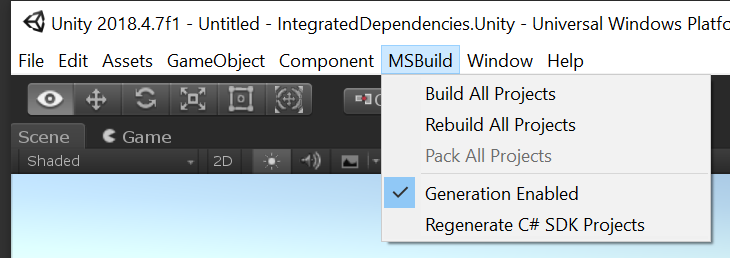 Unity 2018.4.7f1 - Untitled - IntegratedDependencies.Unity - Universal Windows Platfo
File Edit Assets GameObject Component MSBuild Window Help
Build All Projects
Rebuild All Projects
Pack All Projects
Generation Enabled
Regenerate C# SDK Projects
Scene Game
Shaded 2D